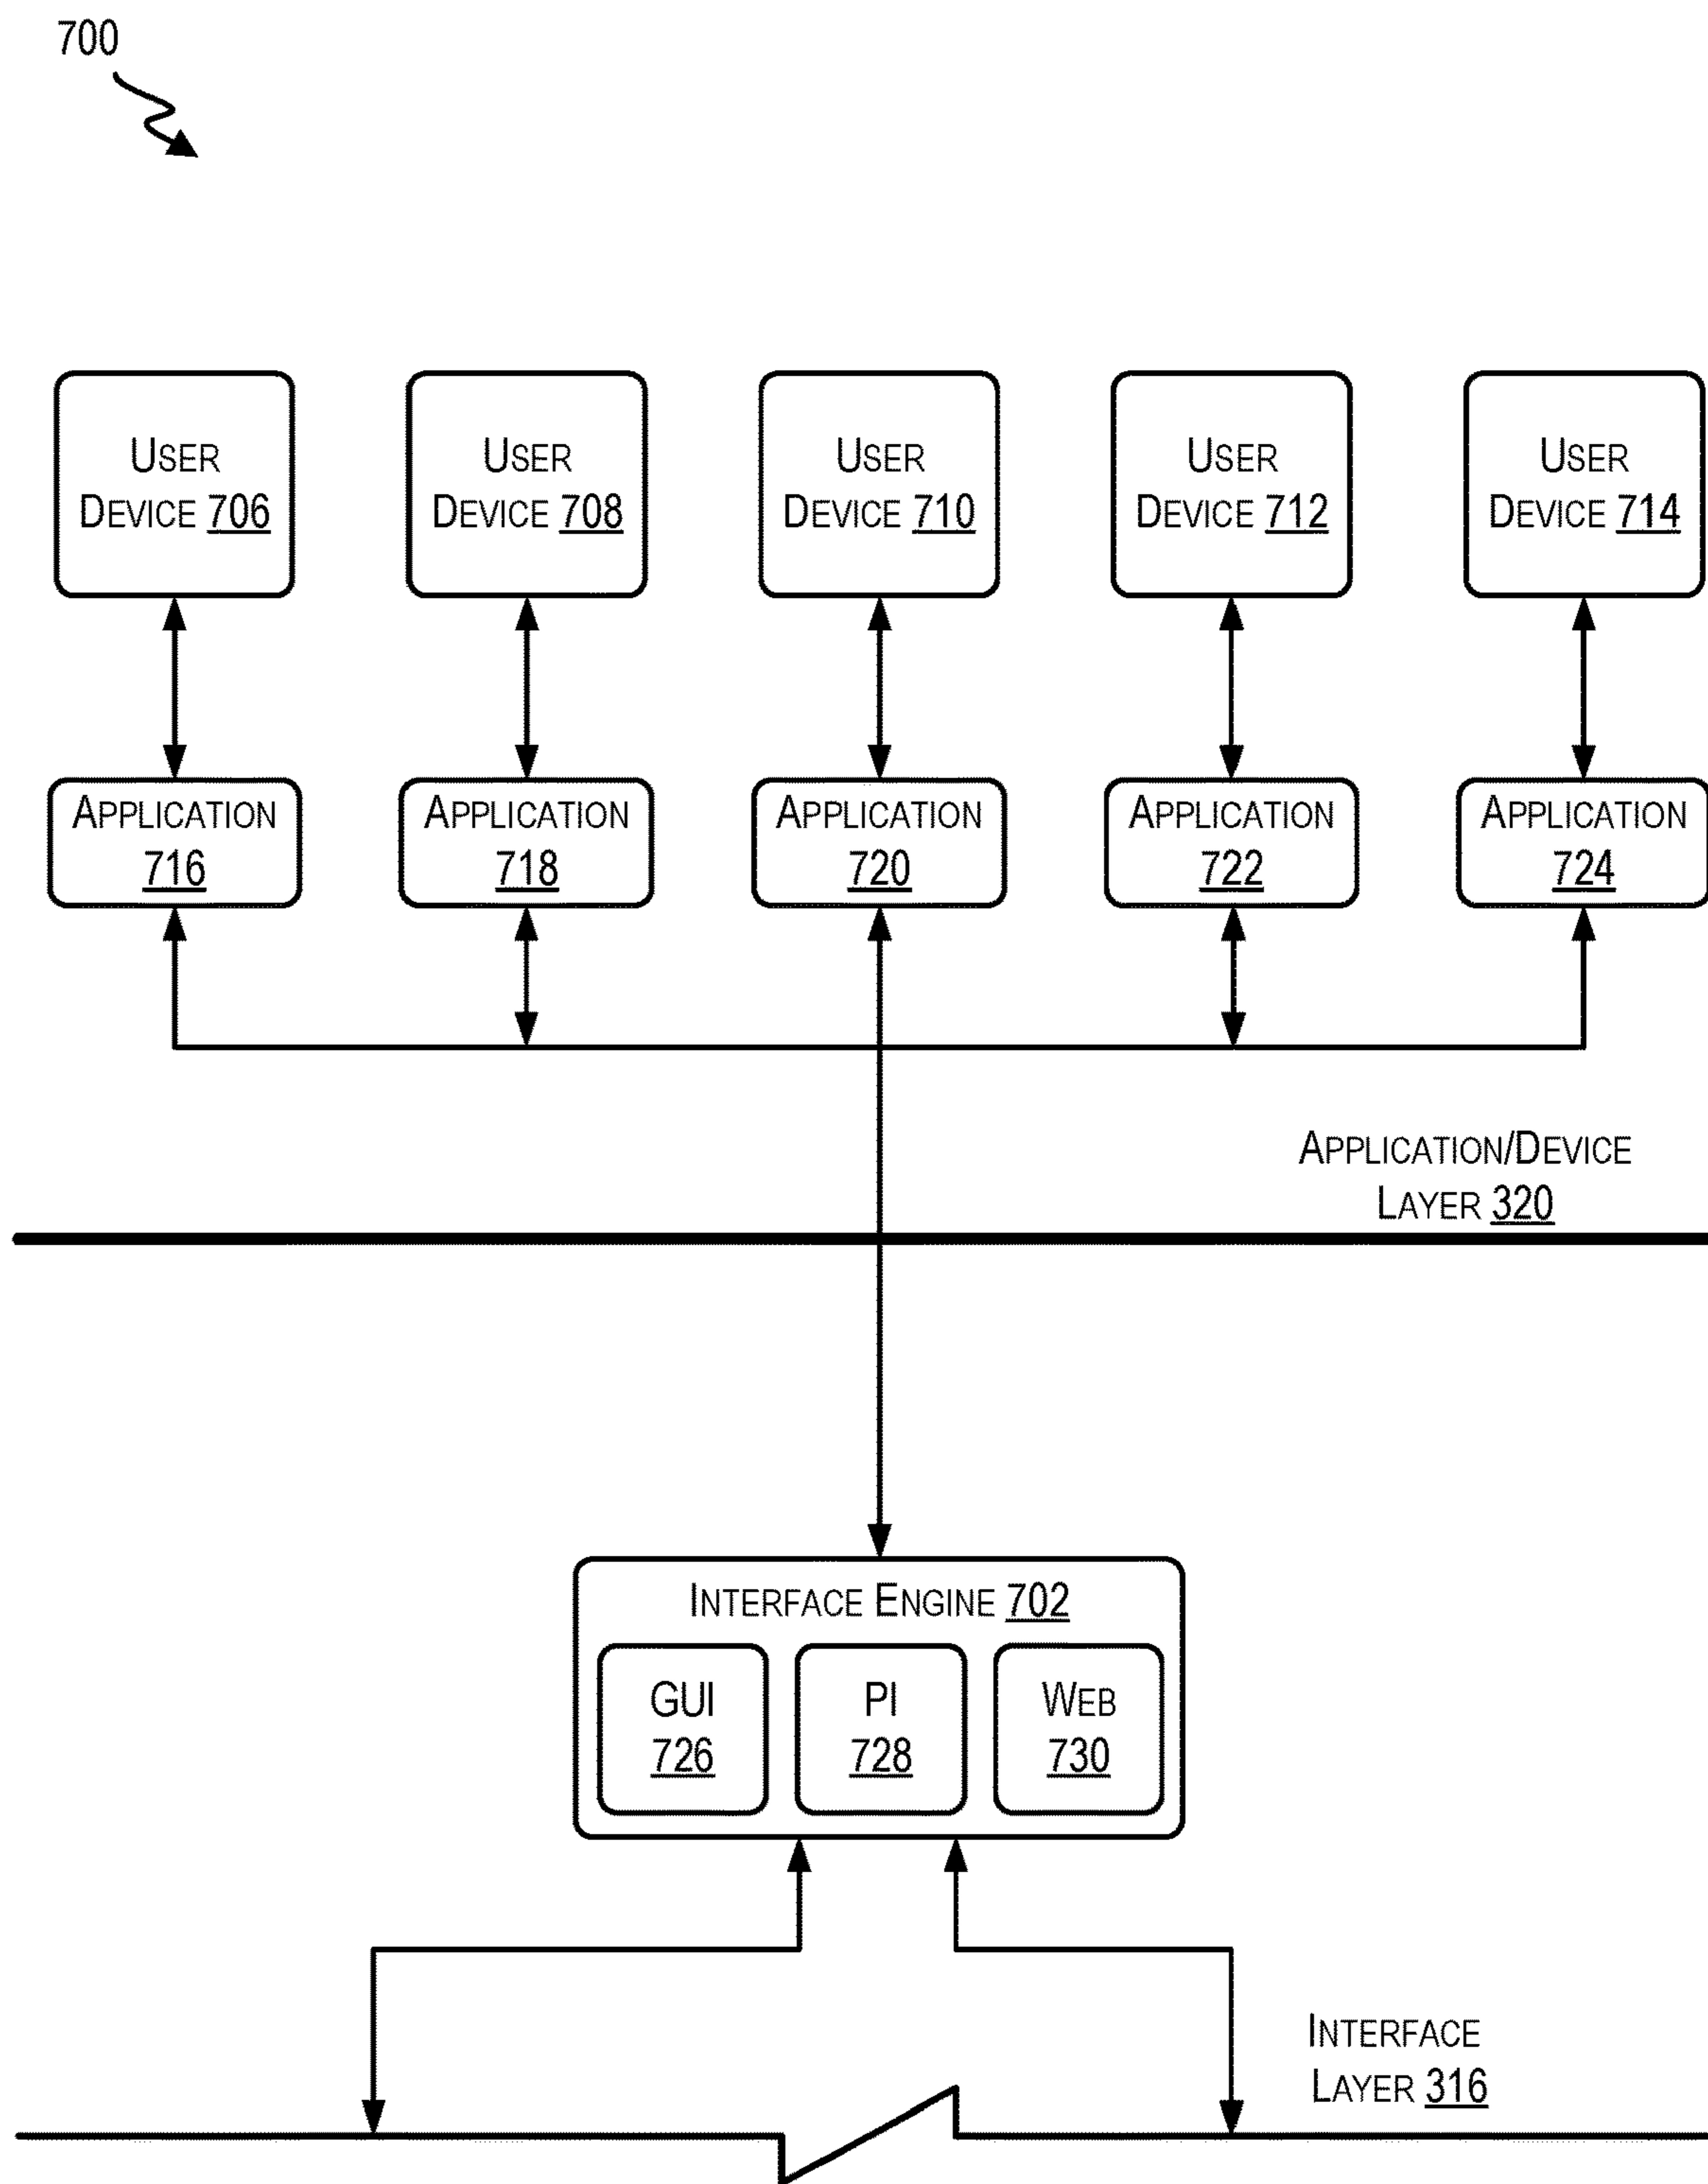 700
USER
DEVICE 706
USER
DEVICE 708
USER
DEVICE 710
USER
DEVICE 712
USER
DEVICE 714
APPLICATION
716
APPLICATION
718
APPLICATION
720
APPLICATION
722
APPLICATION
724
APPLICATION/DEVICE
LAYER 320
INTERFACE ENGINE 702
GUI
726
PI
728
WEB
730
INTERFACE
LAYER 316